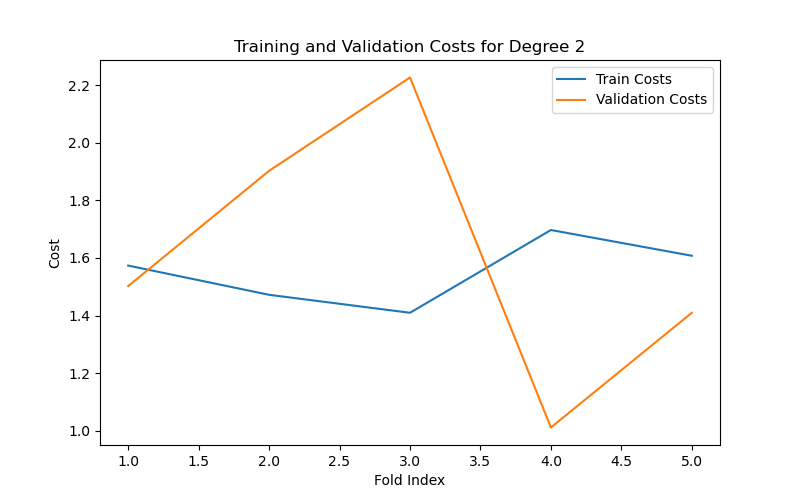 Training and Validation Costs for Degree 2
Train Costs
Validation Costs
2.2
2.0
1.8
1.6
1.4
1.2
1.0
Cost
1.0 1.5 2.0 2.5 3.0 3.5 4.0 4.5 5.0
Fold Index